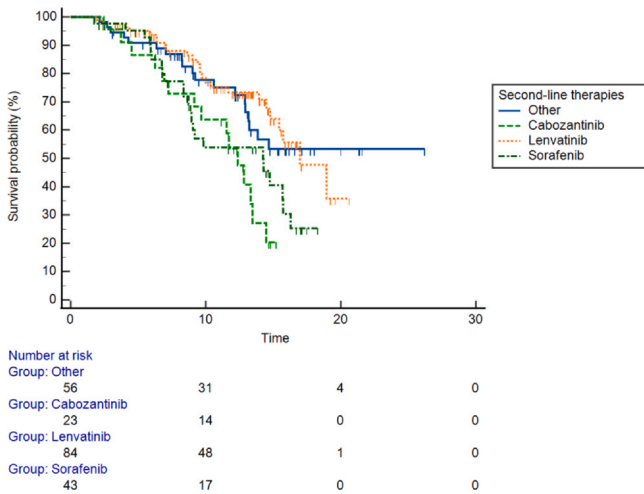 100
90
80
70
60
50
40
30
20
10
0
Survival probability (%)
0 10 20 30
Time
Second-line therapies
Other
Cabozantinib
Lenvatinib
Sorafenib
Number at risk
Group: Other
56 31 4 0
Group: Cabozantinib
23 14 0 0
Group: Lenvatinib
84 48 1 0
Group: Sorafenib
43 17 0 0